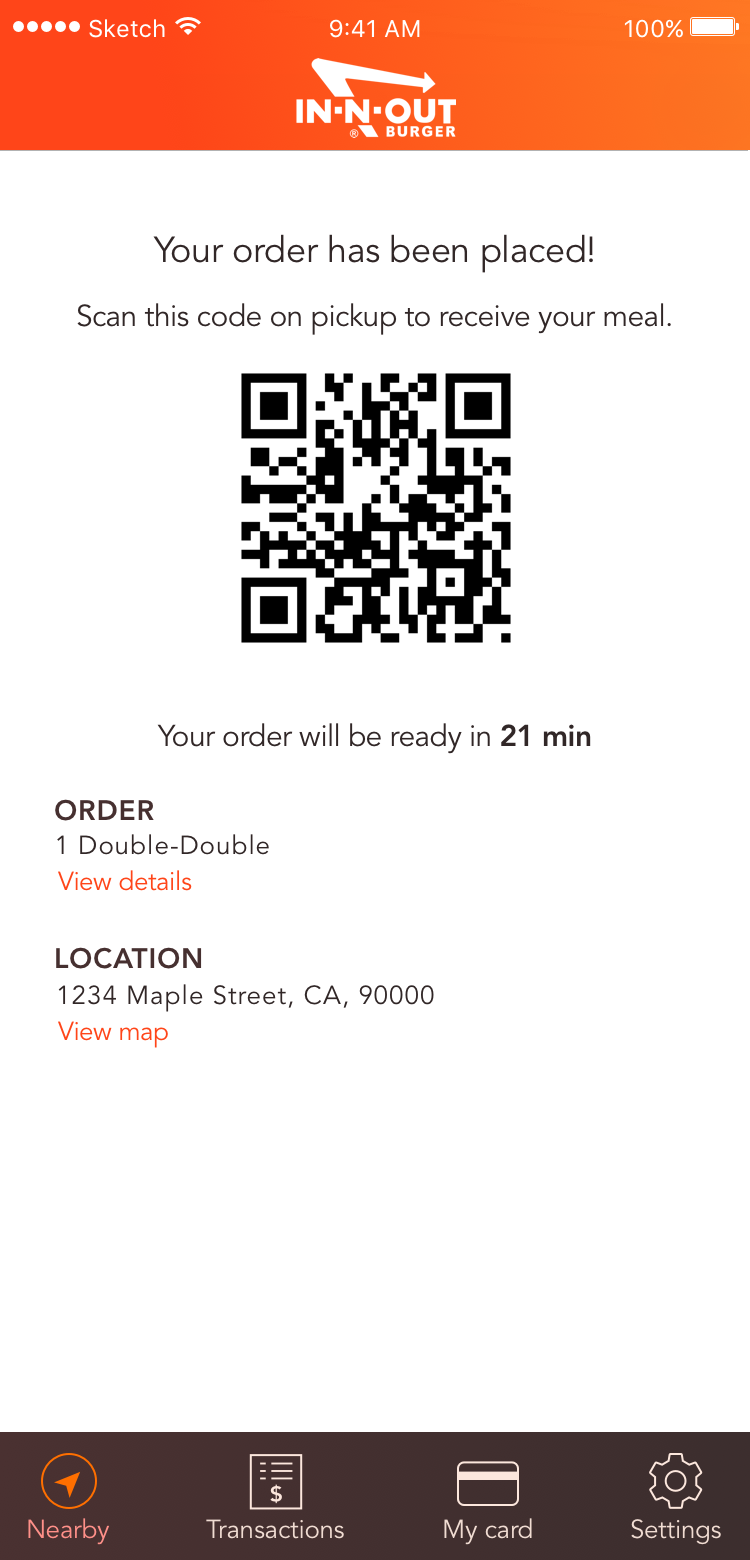 Sketch 9:41 AM 100%
IN-N-OUT
® BURGER
Your order has been placed!
Scan this code on pickup to receive your meal.
Your order will be ready in 21 min
ORDER
1 Double-Double
View details
LOCATION
1234 Maple Street, CA, 90000
View map
$
Nearby Transactions My card Settings